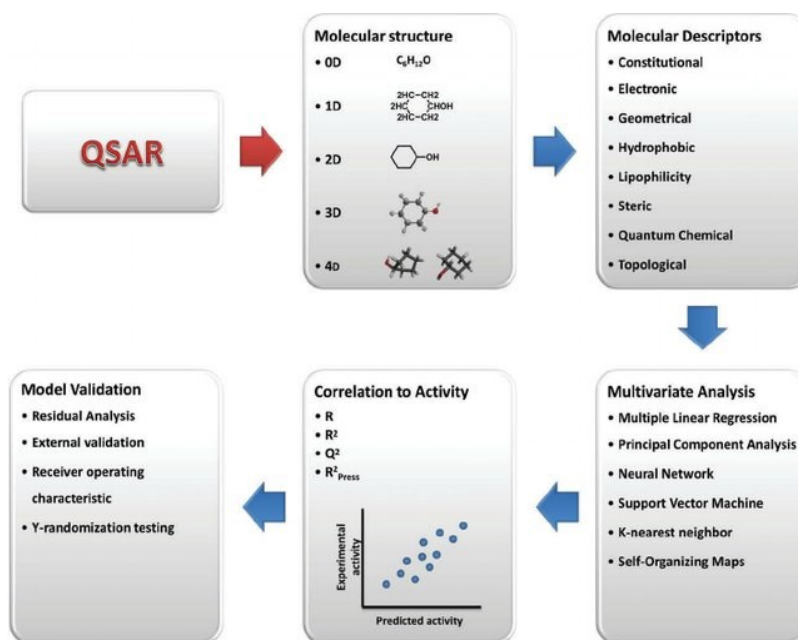 QSAR
Molecular structure
• 0D C₆H₁₂O
• 1D
2HC–CH2
2HC CHOH
2HC–CH2
• 2D
OH
• 3D
• 4D
Molecular Descriptors
• Constitutional
• Electronic
• Geometrical
• Hydrophobic
• Lipophilicity
• Steric
• Quantum Chemical
• Topological
Multivariate Analysis
• Multiple Linear Regression
• Principal Component Analysis
• Neural Network
• Support Vector Machine
• K-nearest neighbor
• Self-Organizing Maps
Correlation to Activity
• R
• R²
• Q²
• R²Press
Experimental
activity
Predicted activity
Model Validation
• Residual Analysis
• External validation
• Receiver operating
characteristic
• Y-randomization testing